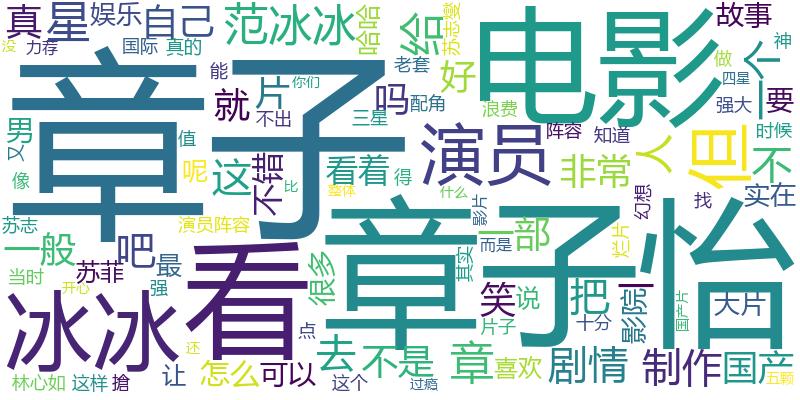 真
星
娱乐
自己
范冰冰
哈哈
给
苏志燮
电影
故事
一个
神
没
力荐
国际
真的
能
片
你们
老套
好
做
四星
章子
就
吗
配角
浪费
强大
一要
男
又
值
不出
三星
演员
阵容
知道
时候
但
像
呢
这
不错
看着
得
非常
人
不
比
整体
什么
幻想
找
实在
苏志
演员阵容
章子怡
影片
一部
而是
烂片
一般
吧
最
看
很多
其实
当时
苏菲
强
开心
冰冰
笑
说
把
影院
国产片
大片
点
片子
十分
还
去
不是
章
喜欢
剧情
制作
国产
林心如
这样
抢
让
怎么
可以
这个
过瘾
五颗